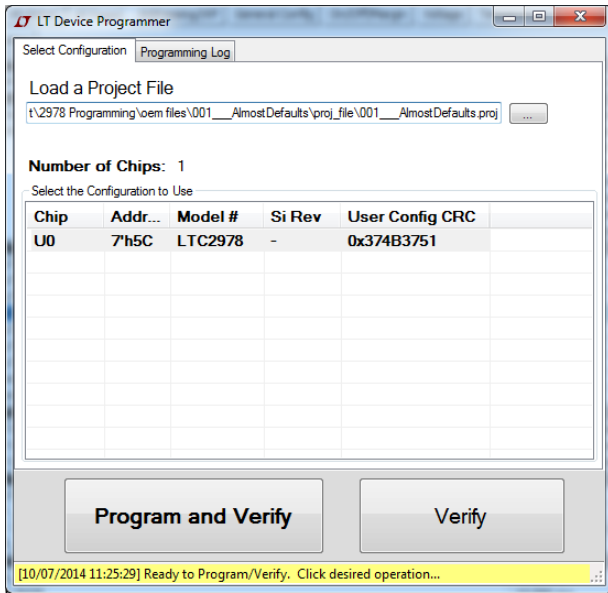 LT Device Programmer
Select Configuration Programming Log
Load a Project File
t\2978 Programming\oem files\001___AlmostDefaults\proj_file\001___AlmostDefaults.proj ...
Number of Chips: 1
Select the Configuration to Use
Chip Addr... Model # Si Rev User Config CRC
U0 7'h5C LTC2978 - 0x374B3751
Program and Verify Verify
[10/07/2014 11:25:29] Ready to Program/Verify. Click desired operation...